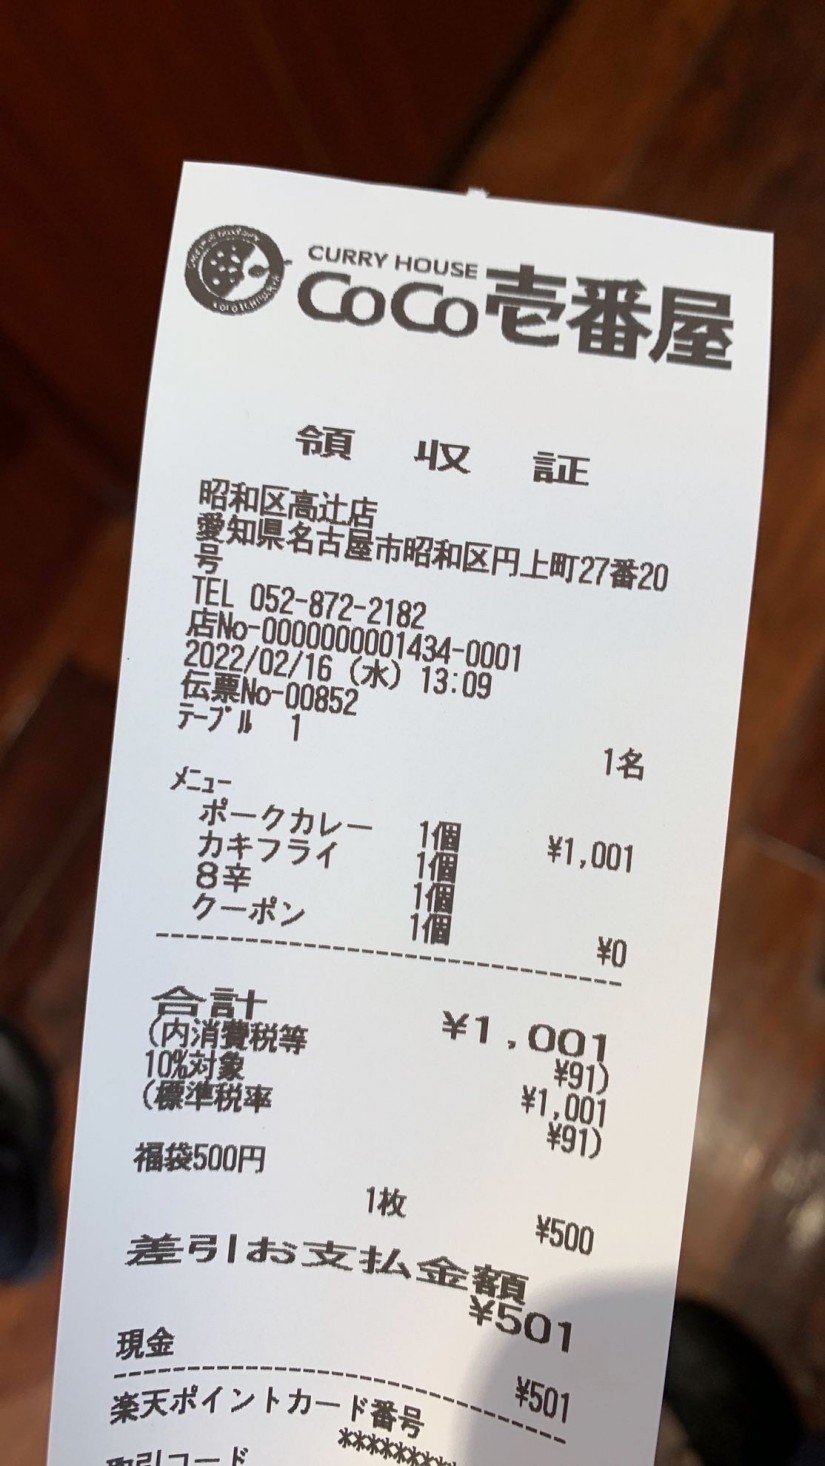 CURRY HOUSE
CoCo壱番屋
領 収 証
昭和区高辻店
愛知県名古屋市昭和区円上町27番20
号
TEL 052-872-2182
店No-0000000001434-0001
2022/02/16 (水) 13:09
伝票No-00852
テーブル 1
1名
メニュー
ポークカレー 1個 ¥1,001
カキフライ 1個
8辛 1個
クーポン 1個 ¥0
合計 ¥1,001
(内消費税等 ¥91)
10%対象 ¥1,001
(標準税率 ¥91)
福袋500円
1枚 ¥500
差引お支払金額
¥501
現金 ¥501
楽天ポイントカード番号
*********
取引コード